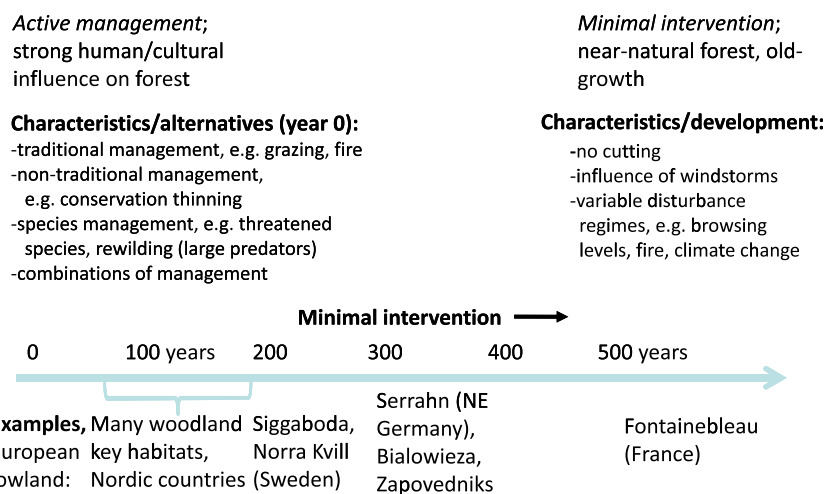 Active management;
strong human/cultural
influence on forest
Minimal intervention;
near-natural forest, old-
growth
Characteristics/alternatives (year 0):
-traditional management, e.g. grazing, fire
-non-traditional management,
e.g. conservation thinning
-species management, e.g. threatened
species, rewilding (large predators)
-combinations of management
Characteristics/development:
-no cutting
-influence of windstorms
-variable disturbance
regimes, e.g. browsing
levels, fire, climate change
Minimal intervention
0 100 years 200 300 400 500 years
xamples,
uropean
owland:
Many woodland
key habitats,
Nordic countries
Siggaboda,
Norra Kvill
(Sweden)
Serrahn (NE
Germany),
Bialowieza,
Zapovedniks
Fontainebleau
(France)